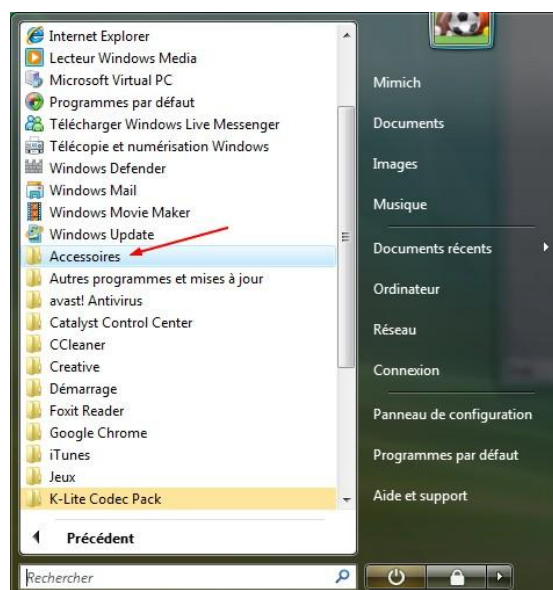 Internet Explorer
Lecteur Windows Media
Microsoft Virtual PC
Programmes par défaut
Télécharger Windows Live Messenger
Télécopie et numérisation Windows
Windows Defender
Windows Mail
Windows Movie Maker
Windows Update
Accessoires
Autres programmes et mises à jour
avast! Antivirus
Catalyst Control Center
CCleaner
Creative
Démarrage
Foxit Reader
Google Chrome
iTunes
Jeux
K-Lite Codec Pack
Précédent
Rechercher
Mimich
Documents
Images
Musique
Documents récents
Ordinateur
Réseau
Connexion
Panneau de configuration
Programmes par défaut
Aide et support